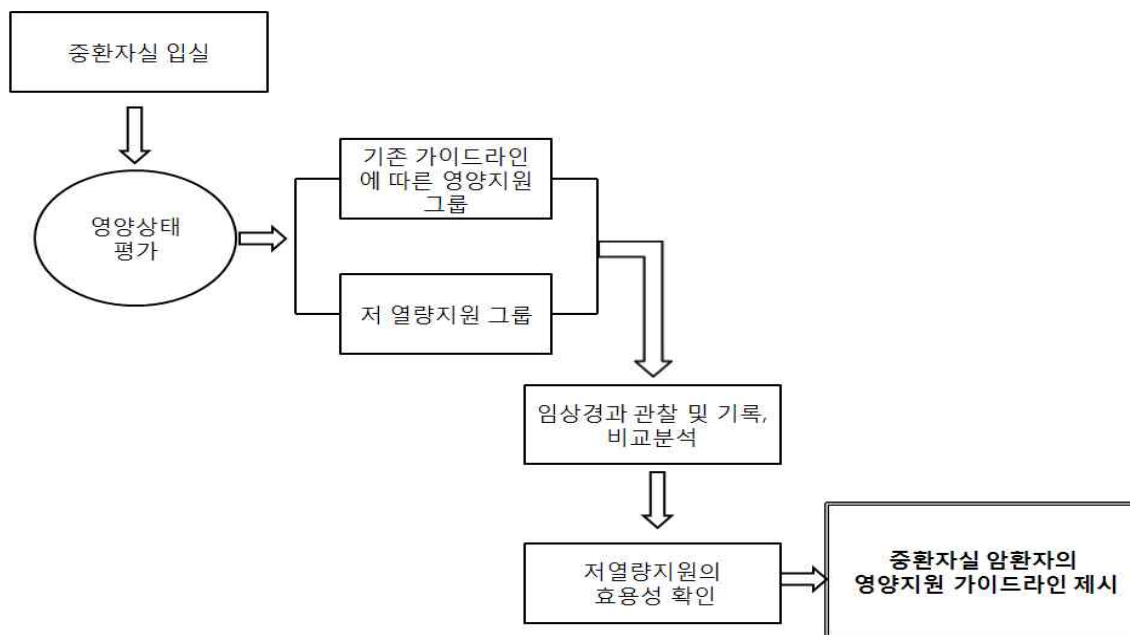 중환자실 입실
영양상태
평가
기존 가이드라인
에 따른 영양지원
그룹
저 열량지원 그룹
임상경과 관찰 및 기록,
비교분석
저열량지원의
효용성 확인
중환자실 암환자의
영양지원 가이드라인 제시